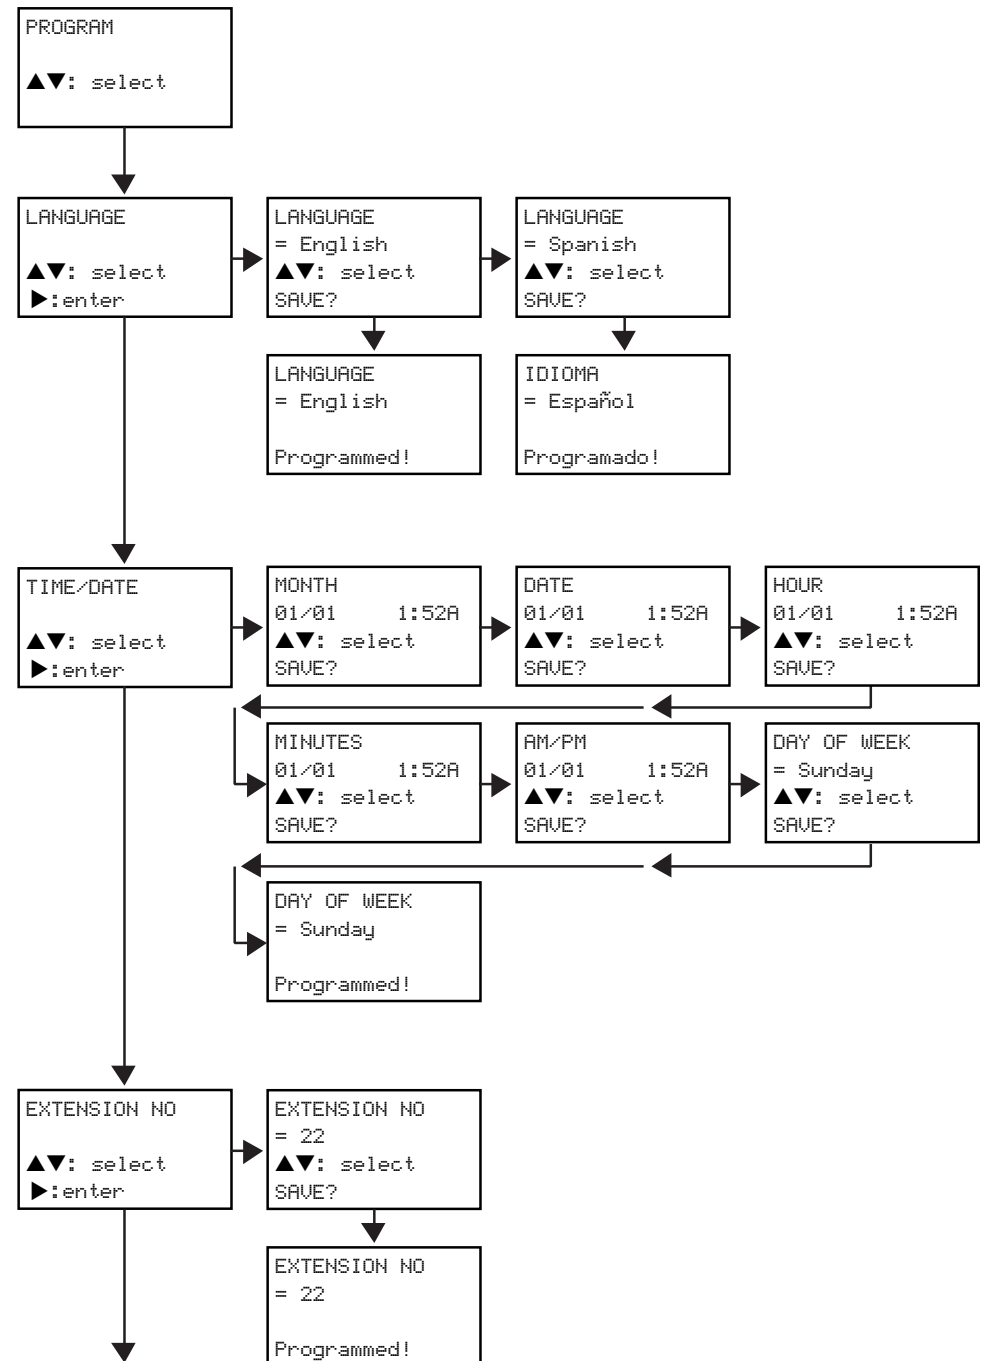 PROGRAM
▲▼: select
LANGUAGE
▲▼: select
▶:enter
LANGUAGE
= English
▲▼: select
SAVE?
LANGUAGE
= Spanish
▲▼: select
SAVE?
LANGUAGE
= English
Programmed!
IDIOMA
= Español
Programado!
TIME/DATE
▲▼: select
▶:enter
MONTH
01/01 1:52A
▲▼: select
SAVE?
DATE
01/01 1:52A
▲▼: select
SAVE?
HOUR
01/01 1:52A
▲▼: select
SAVE?
MINUTES
01/01 1:52A
▲▼: select
SAVE?
AM/PM
01/01 1:52A
▲▼: select
SAVE?
DAY OF WEEK
= Sunday
▲▼: select
SAVE?
DAY OF WEEK
= Sunday
Programmed!
EXTENSION NO
▲▼: select
▶:enter
EXTENSION NO
= 22
▲▼: select
SAVE?
EXTENSION NO
= 22
Programmed!